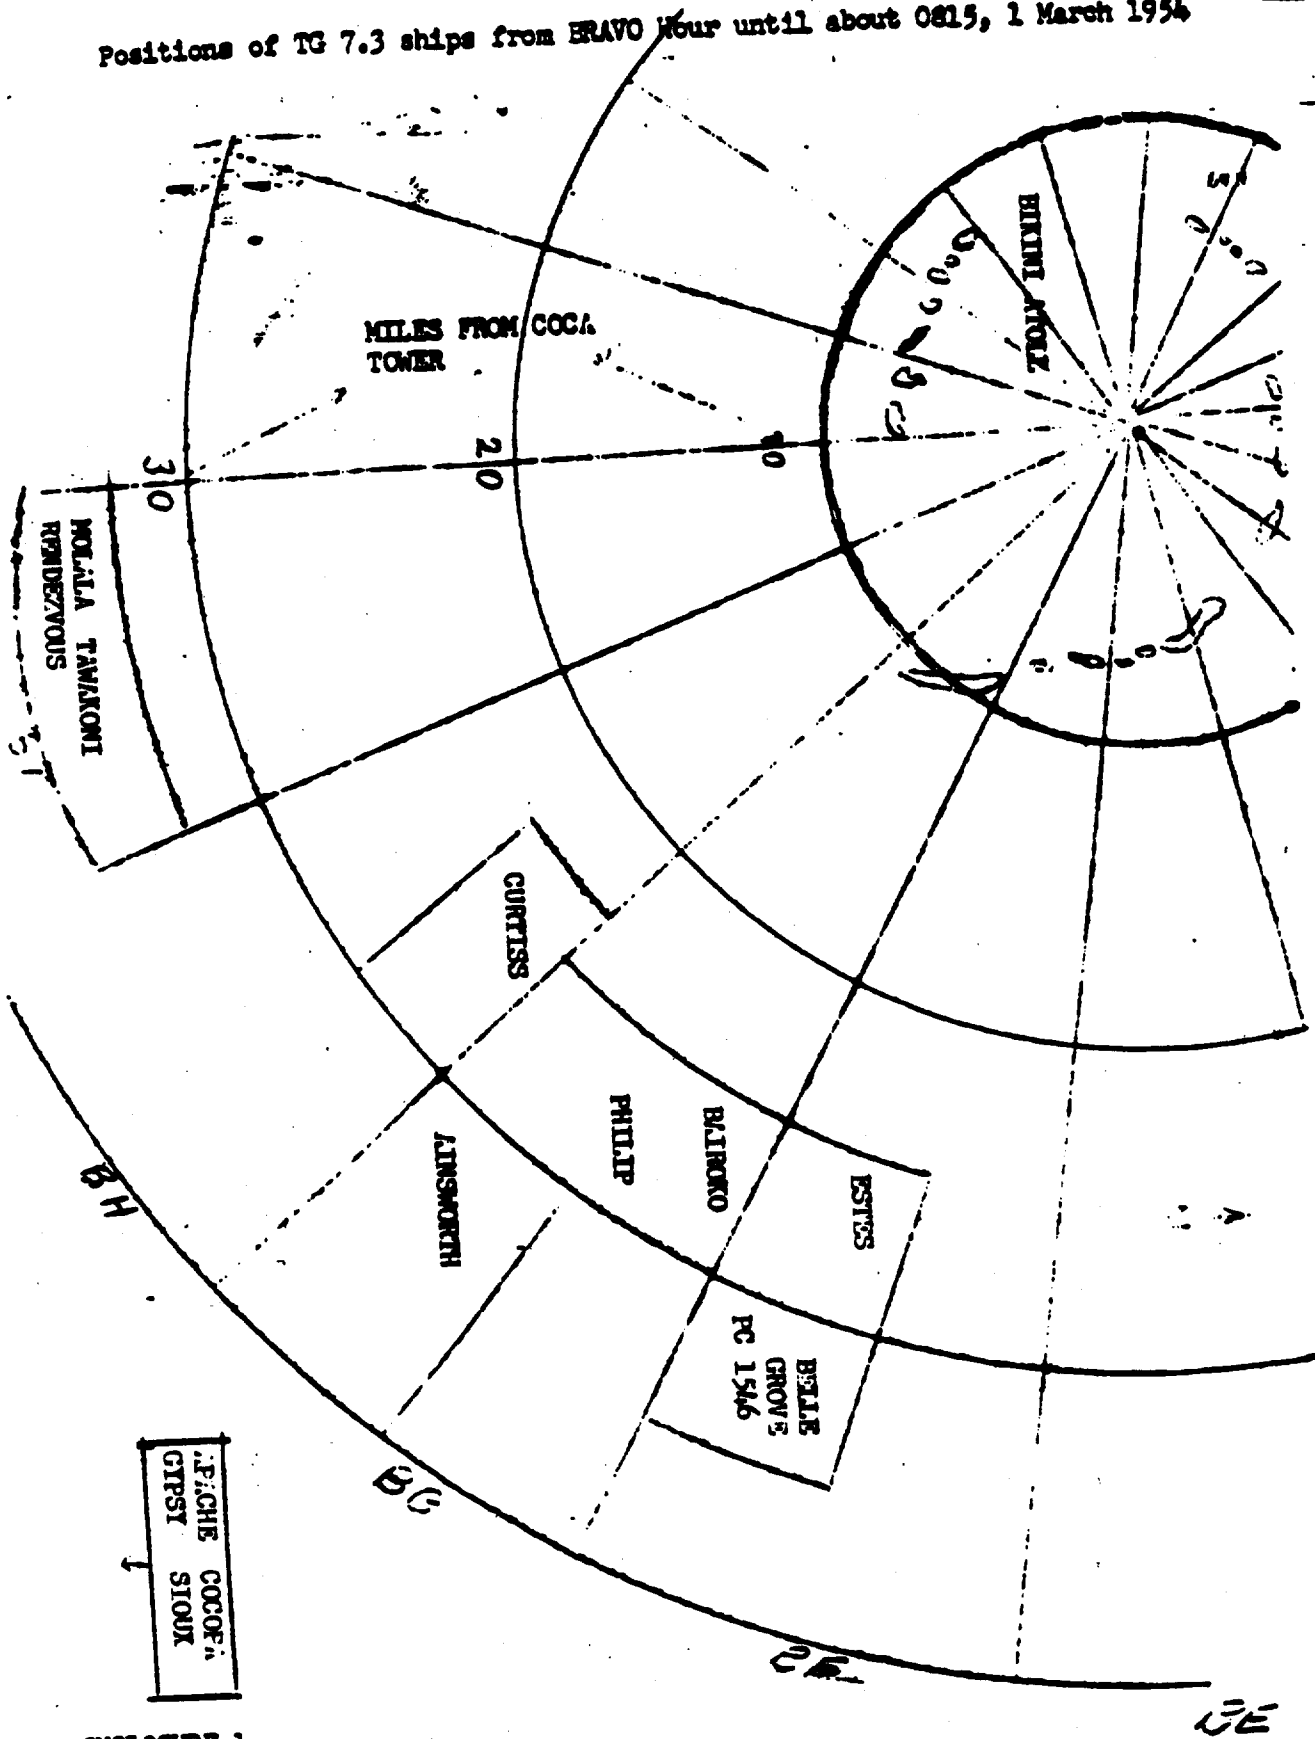 Positions of TG 7.3 ships from BRAVO Hour until about 0815, 1 March 1954
BIKINI ATOLL
MILES FROM COCA
TOWER
30
20
10
MOLALA TAWAKONI
RENDEZVOUS
CURTISS
PHILIP
BAIROKO
ESTES
AINSWORTH
BELLE
GROVE
PC 1546
APACHE COCOPA
GYPSY SIOUX